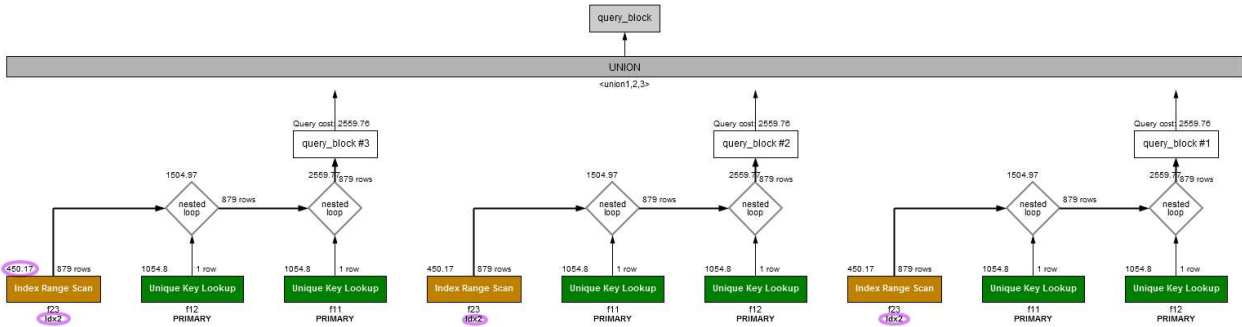 query_block
UNION
<union1,2,3>
Query cost: 2559.76
Query cost: 2559.76
Query cost: 2559.76
query_block #3
query_block #2
query_block #1
1504.97
2559.77
879 rows
1504.97
2559.77
879 rows
1504.97
2559.77
879 rows
nested
loop
879 rows
nested
loop
nested
loop
879 rows
nested
loop
nested
loop
879 rows
nested
loop
450.17
879 rows
1054.8
1 row
1054.8
1 row
450.17
879 rows
1054.8
1 row
1054.8
1 row
450.17
879 rows
1054.8
1 row
1054.8
1 row
Index Range Scan
Unique Key Lookup
Unique Key Lookup
Index Range Scan
Unique Key Lookup
Unique Key Lookup
Index Range Scan
Unique Key Lookup
Unique Key Lookup
f23
f12
f11
f23
f11
f12
f23
f11
f12
Idx2
PRIMARY
PRIMARY
Idx2
PRIMARY
PRIMARY
Idx2
PRIMARY
PRIMARY